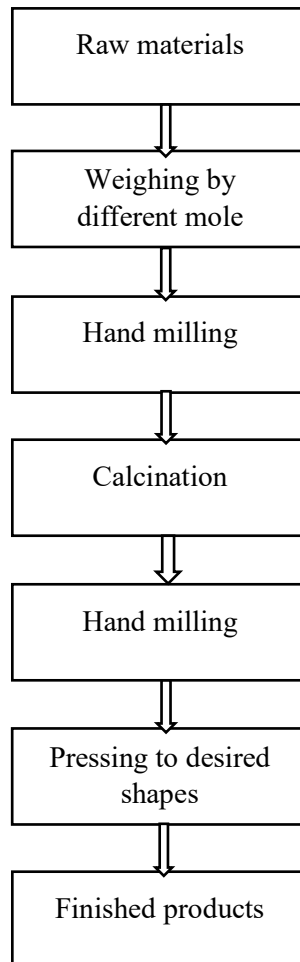 Raw materials
Weighing by
different mole
Hand milling
Calcination
Hand milling
Pressing to desired
shapes
Finished products